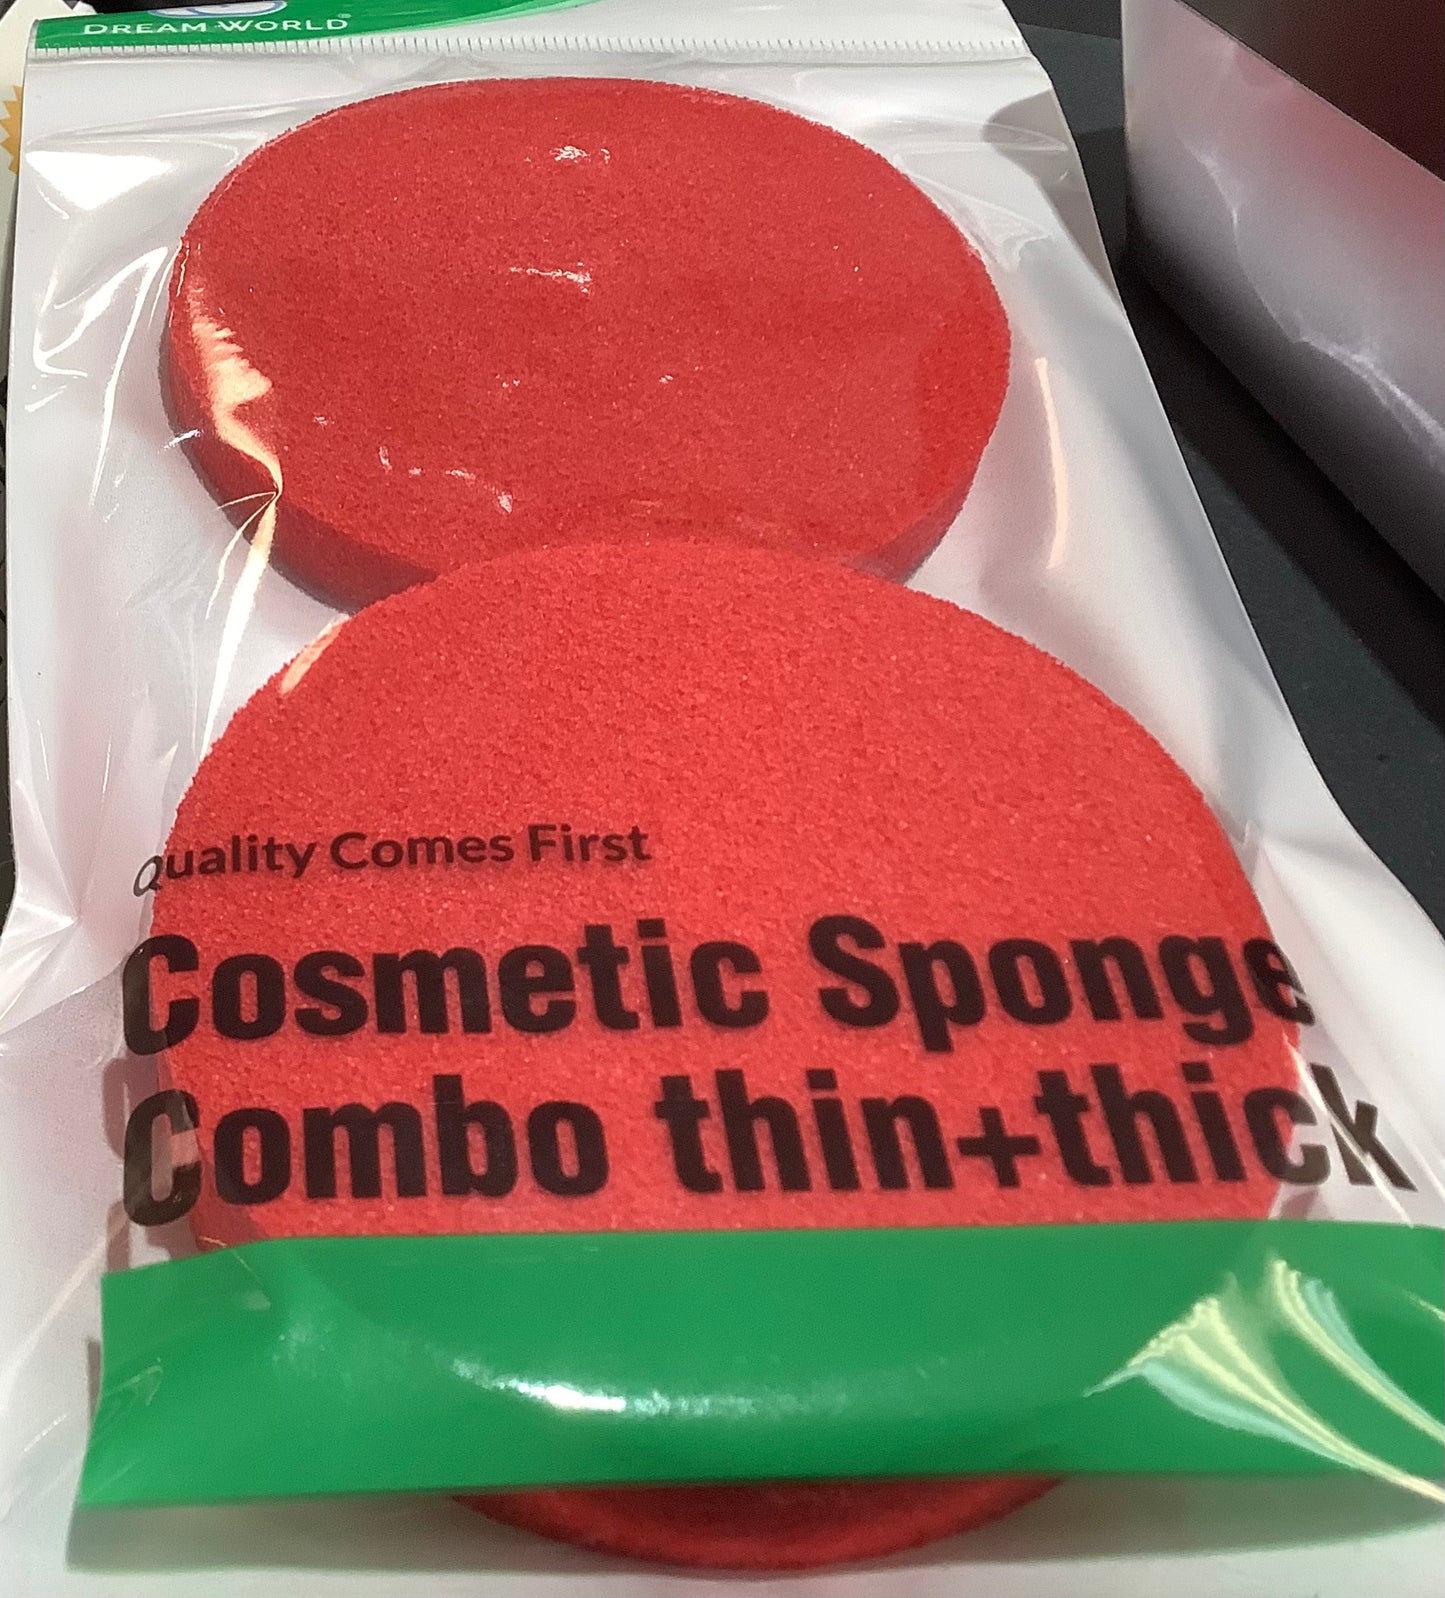 DREAM WORLD®
Quality Comes First
Cosmetic Sponge
Combo thin+thick